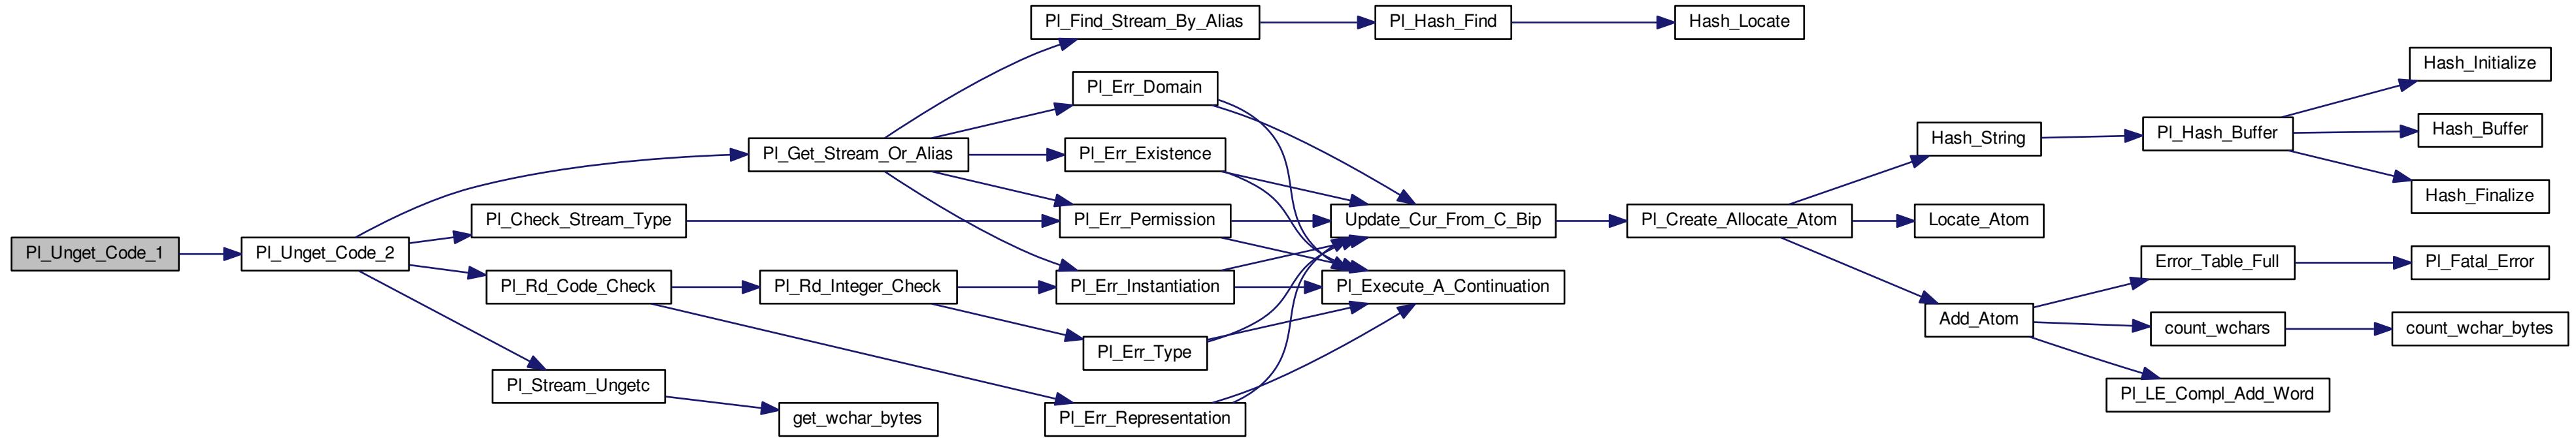 Pl_Unget_Code_1
Pl_Unget_Code_2
Pl_Get_Stream_Or_Alias
Pl_Check_Stream_Type
Pl_Rd_Code_Check
Pl_Stream_Ungetc
Pl_Rd_Integer_Check
get_wchar_bytes
Pl_Find_Stream_By_Alias
Pl_Err_Domain
Pl_Err_Existence
Pl_Err_Permission
Pl_Err_Instantiation
Pl_Err_Type
Pl_Err_Representation
Pl_Hash_Find
Update_Cur_From_C_Bip
Pl_Execute_A_Continuation
Hash_Locate
Pl_Create_Allocate_Atom
Hash_String
Locate_Atom
Add_Atom
Pl_Hash_Buffer
Error_Table_Full
count_wchars
Pl_LE_Compl_Add_Word
Hash_Initialize
Hash_Buffer
Hash_Finalize
Pl_Fatal_Error
count_wchar_bytes